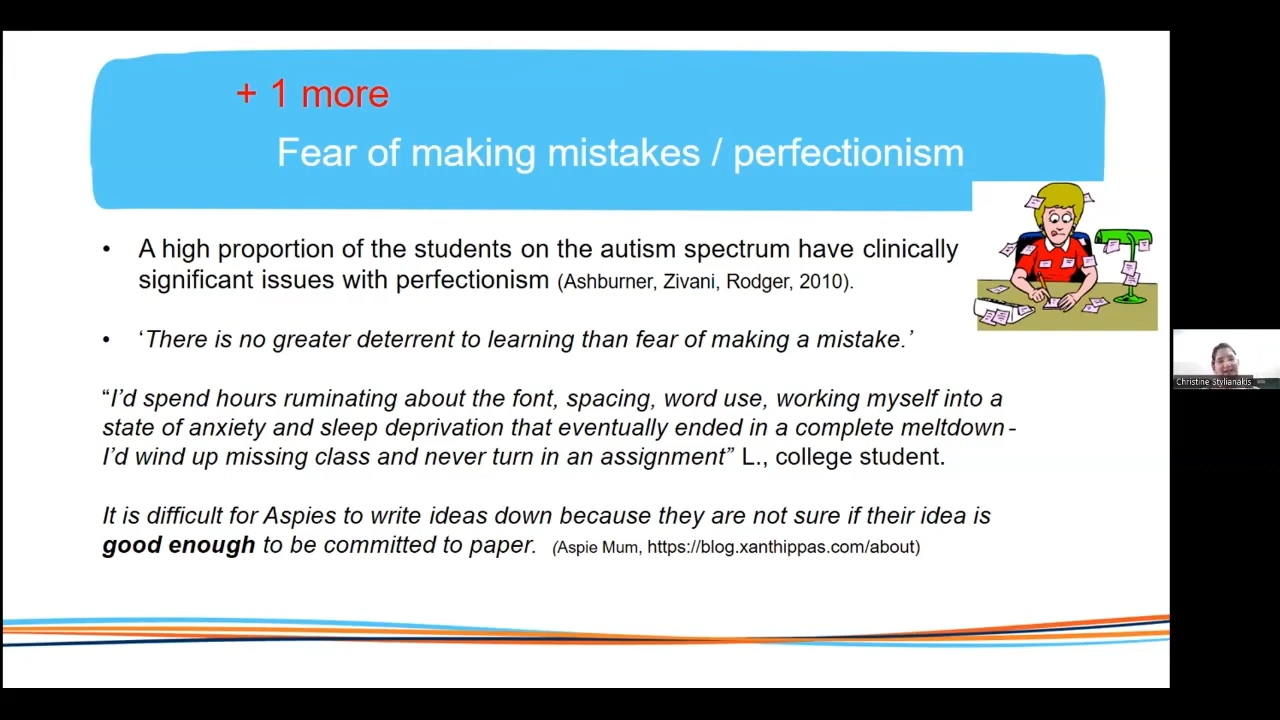 + 1 more
Fear of making mistakes / perfectionism
• A high proportion of the students on the autism spectrum have clinically
significant issues with perfectionism (Ashburner, Zivani, Rodger, 2010).
• ‘There is no greater deterrent to learning than fear of making a mistake.’
“I’d spend hours ruminating about the font, spacing, word use, working myself into a
state of anxiety and sleep deprivation that eventually ended in a complete meltdown-
I’d wind up missing class and never turn in an assignment” L., college student.
It is difficult for Aspies to write ideas down because they are not sure if their idea is
good enough to be committed to paper. (Aspie Mum, https://blog.xanthippas.com/about)
Christine Stylianakis